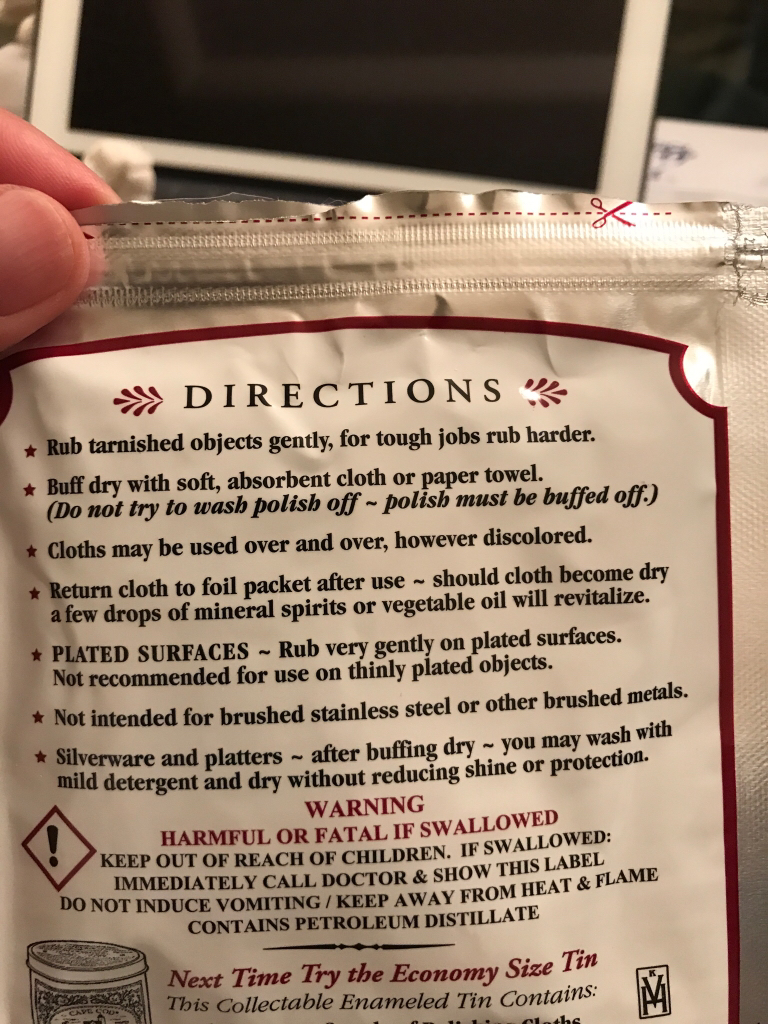 DIRECTIONS
Rub tarnished objects gently, for tough jobs rub harder.
Buff dry with soft, absorbent cloth or paper towel.
(Do not try to wash polish off ~ polish must be buffed off.)
Cloths may be used over and over, however discolored.
Return cloth to foil packet after use ~ should cloth become dry
a few drops of mineral spirits or vegetable oil will revitalize.
PLATED SURFACES ~ Rub very gently on plated surfaces.
Not recommended for use on thinly plated objects.
Not intended for brushed stainless steel or other brushed metals.
Silverware and platters ~ after buffing dry ~ you may wash with
mild detergent and dry without reducing shine or protection.
WARNING
HARMFUL OR FATAL IF SWALLOWED
!
KEEP OUT OF REACH OF CHILDREN. IF SWALLOWED:
IMMEDIATELY CALL DOCTOR & SHOW THIS LABEL
DO NOT INDUCE VOMITING / KEEP AWAY FROM HEAT & FLAME
CONTAINS PETROLEUM DISTILLATE
Next Time Try the Economy Size Tin
This Collectable Enameled Tin Contains:
of Polishing Cloths
CAPE COD